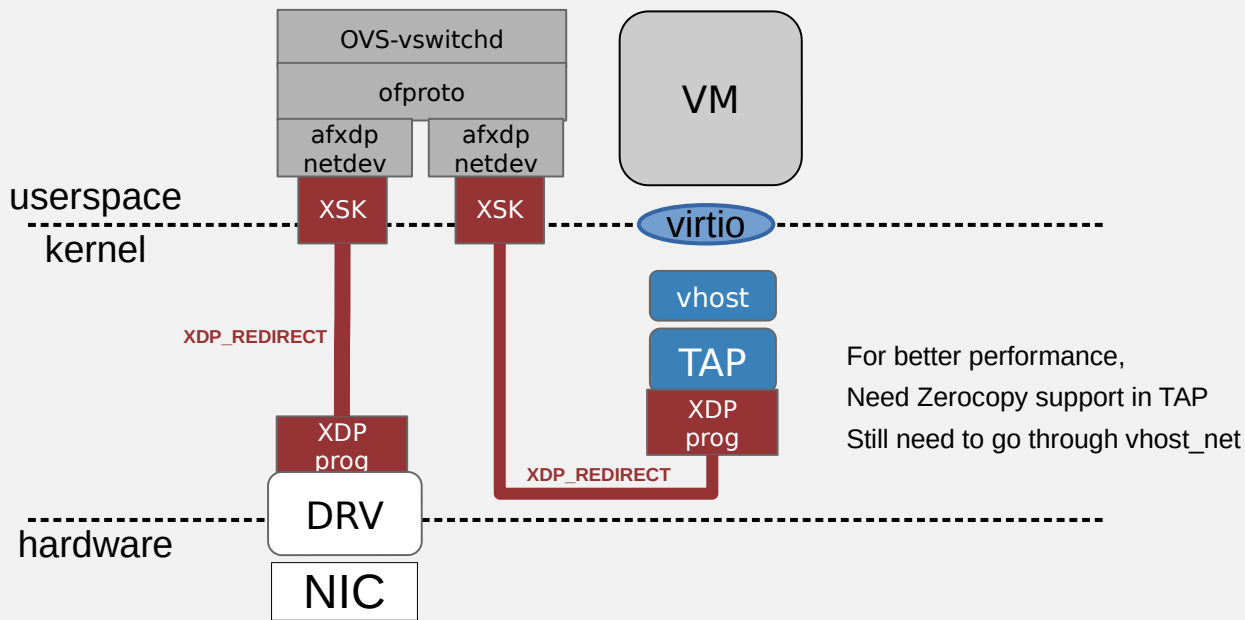 OVS-vswitchd
ofproto
afxdp
netdev
afxdp
netdev
VM
userspace
XSK
XSK
virtio
kernel
vhost
XDP_REDIRECT
TAP
For better performance,
Need Zerocopy support in TAP
Still need to go through vhost_net
XDP
prog
XDP
prog
XDP_REDIRECT
DRV
hardware
NIC